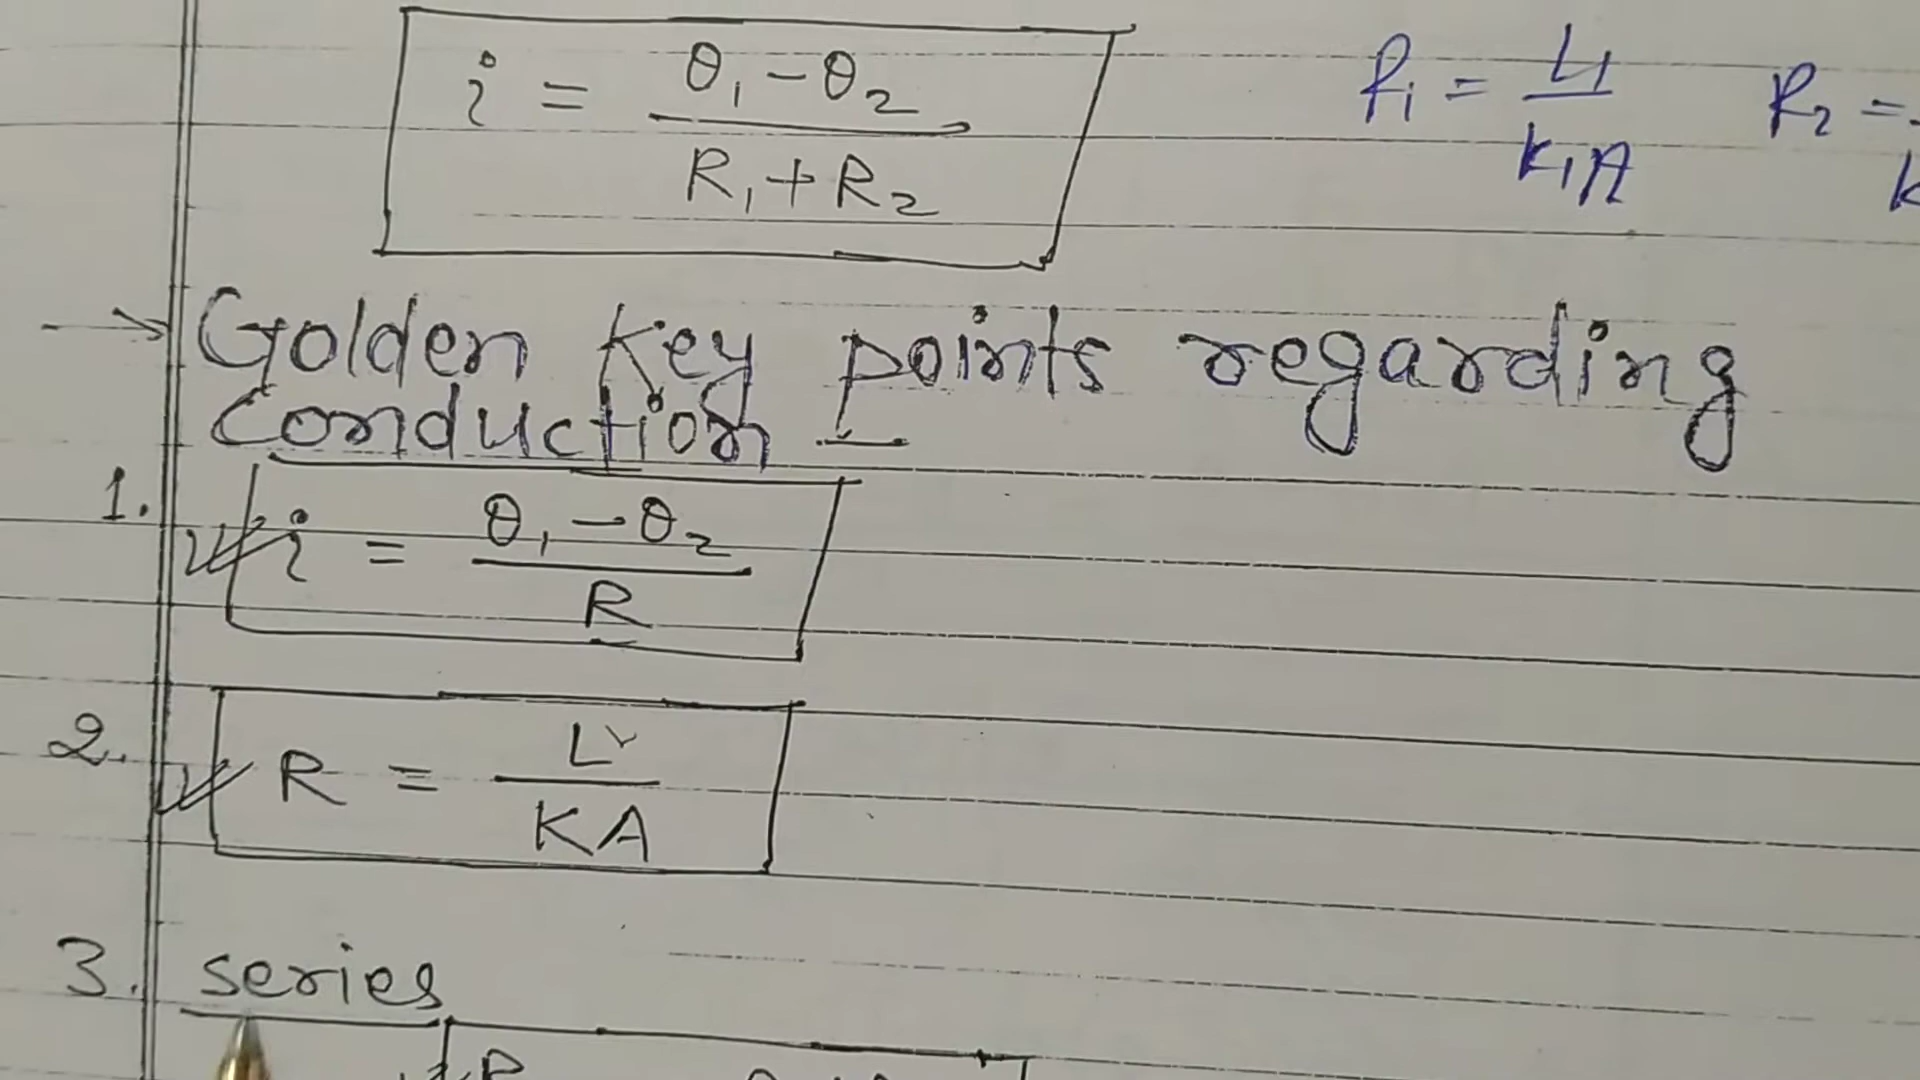 i = θ₁ - θ₂ / R₁ + R₂
R₁ = L₁ / K₁A   R₂ =
→ Golden key points regarding
conduction -
1. i = θ₁ - θ₂ / R
2. R = L / KA
3. series